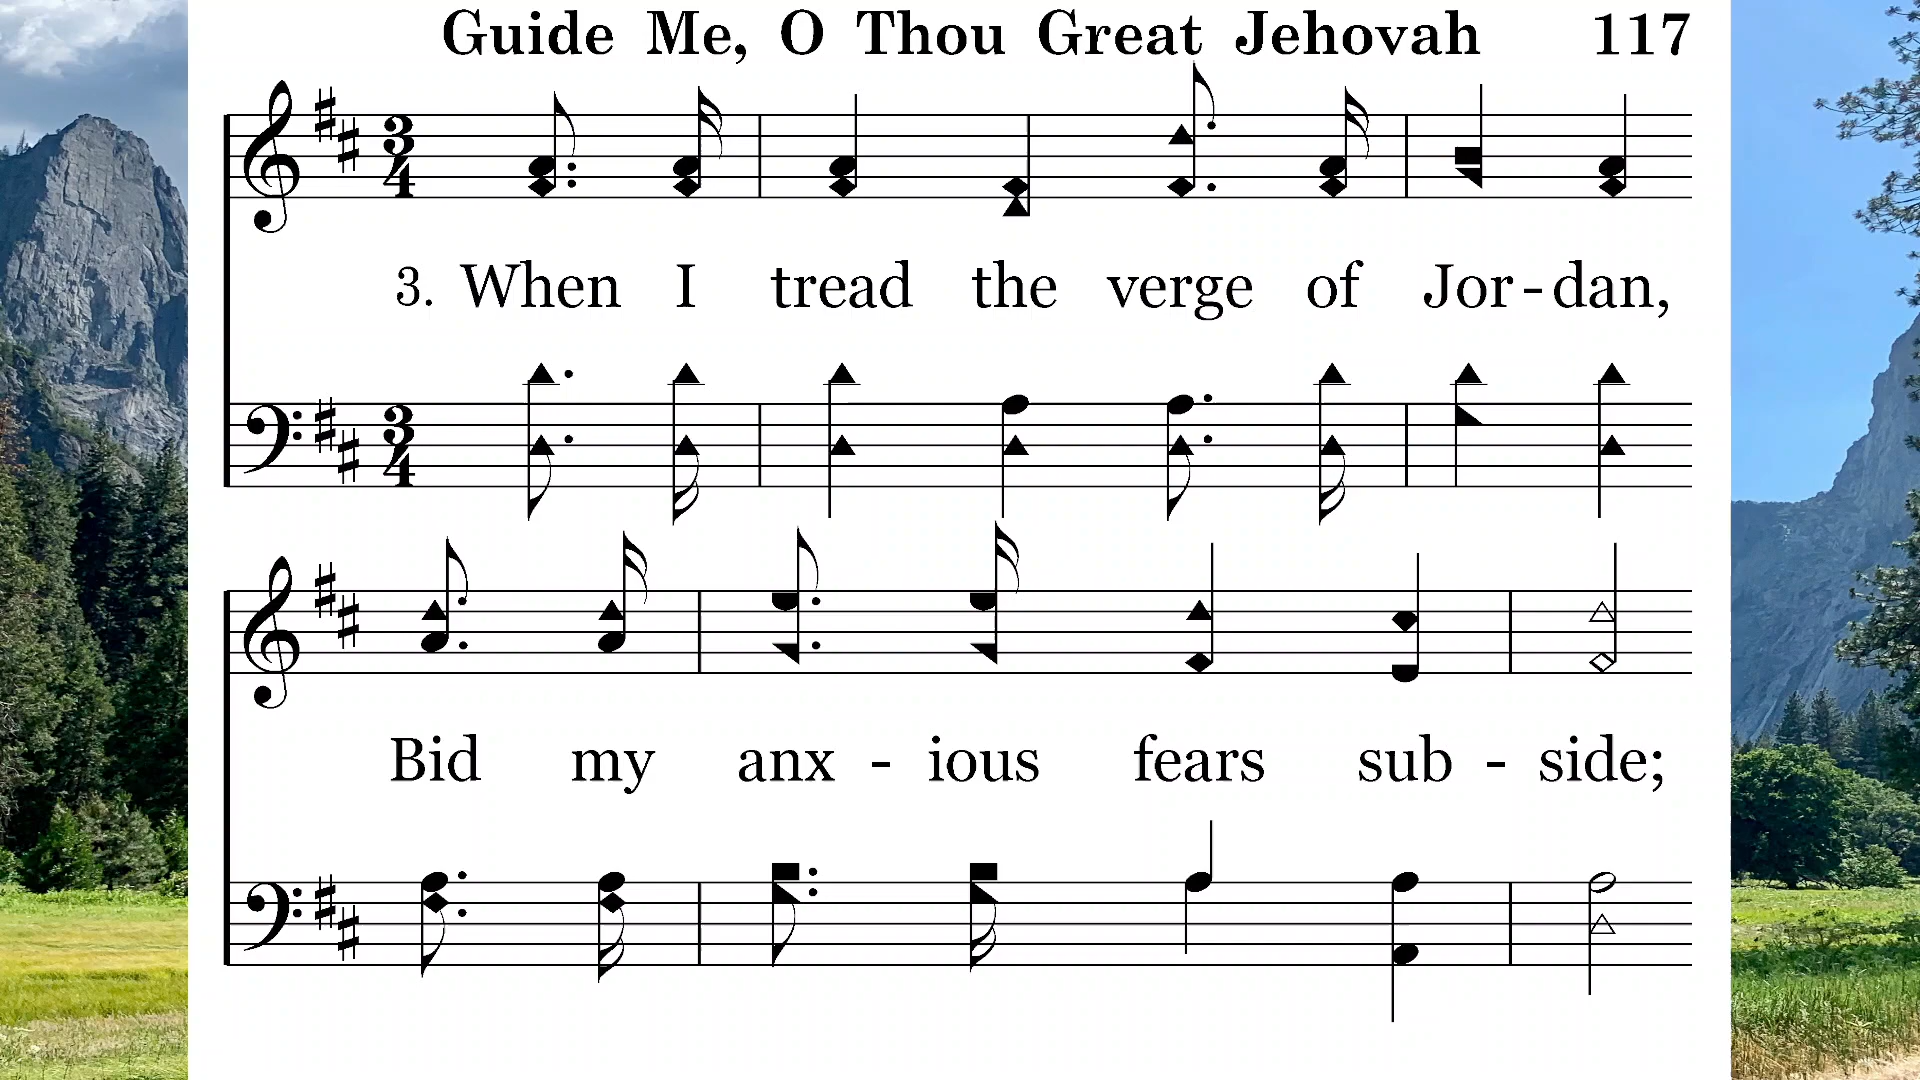 Guide Me, O Thou Great Jehovah 117
3. When I tread the verge of Jor-dan,
Bid my anx - ious fears sub - side;